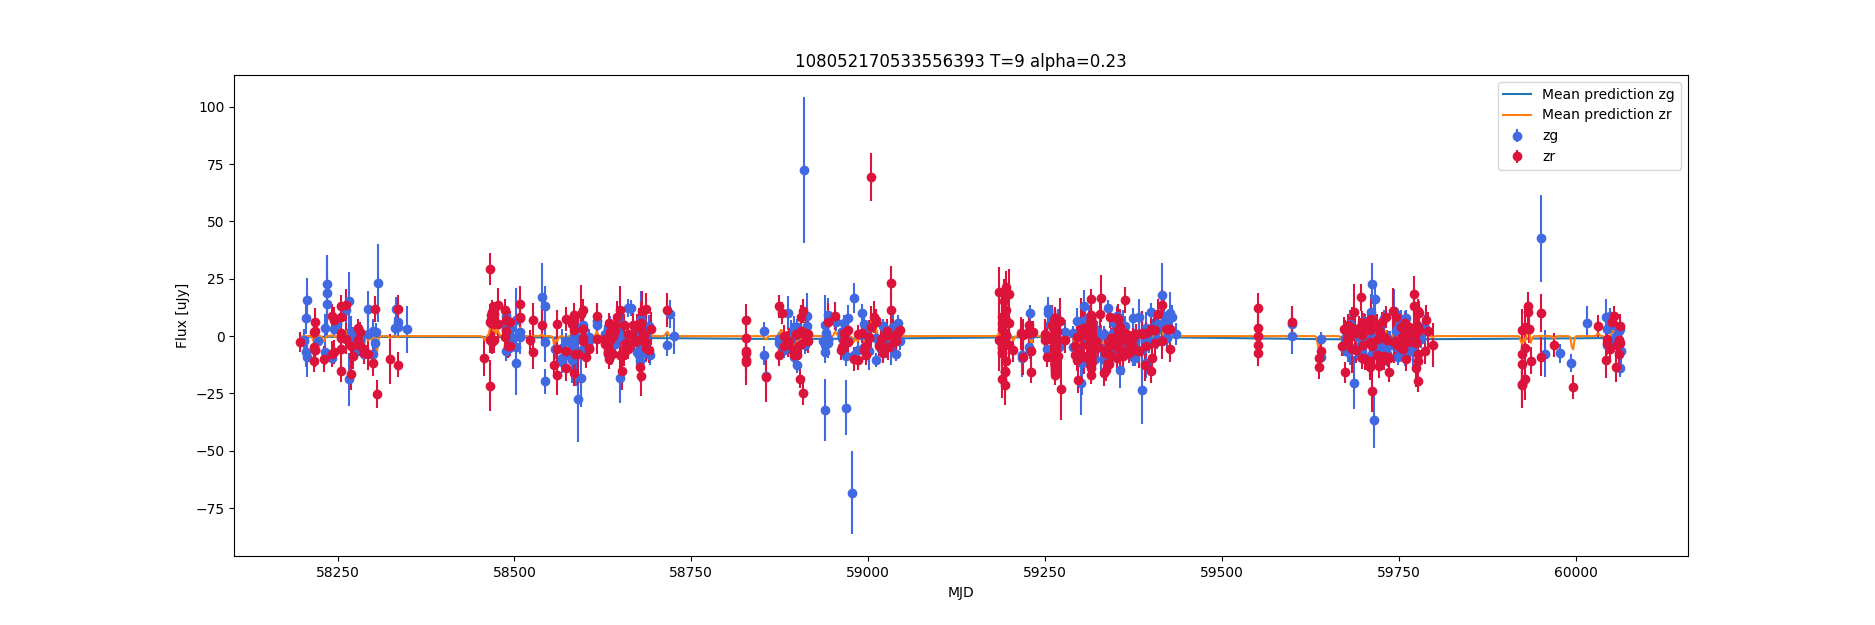 108052170533556393 T=9 alpha=0.23
Mean prediction zg
Mean prediction zr
zg
zr
Flux [uJy]
100
75
50
25
0
−25
−50
−75
58250 58500 58750 59000 59250 59500 59750 60000
MJD